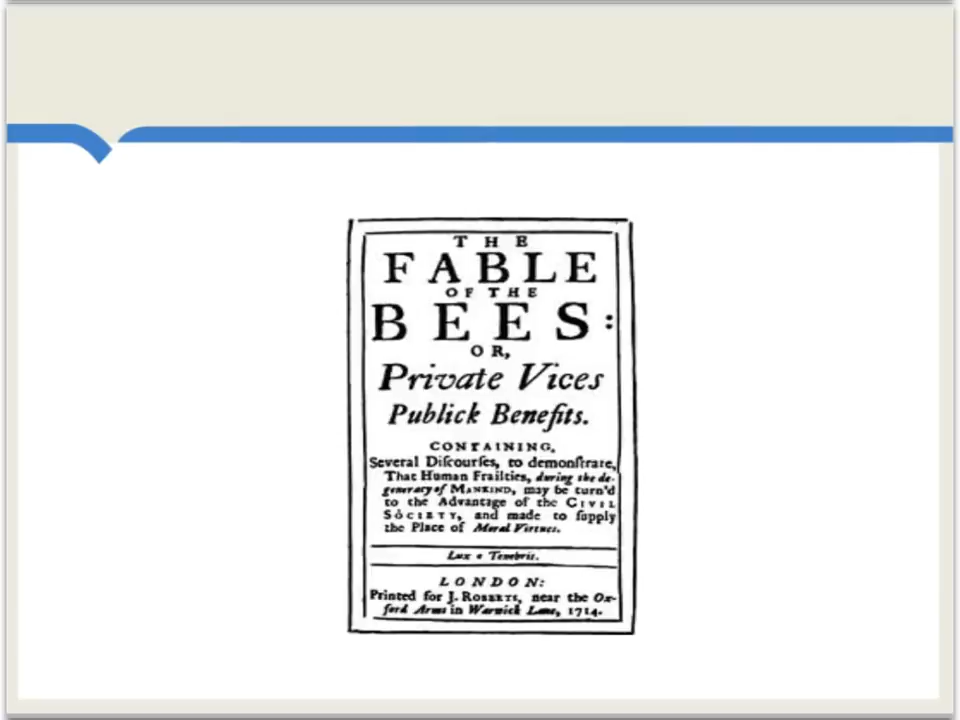 THE
FABLE
OF THE
BEES:
OR,
Private Vices
Publick Benefits.
CONTAINING,
Several Diſcourſes, to demonſtrate,
That Human Frailties, during the de-
generacy of MANKIND, may be turn'd
to the Advantage of the CIVIL
SOCIETY, and made to ſupply
the Place of Moral Virtues.
Lux e Tenebris.
LONDON:
Printed for J. ROBERTS, near the Ox-
ford Arms in Warwick Lane, 1714.